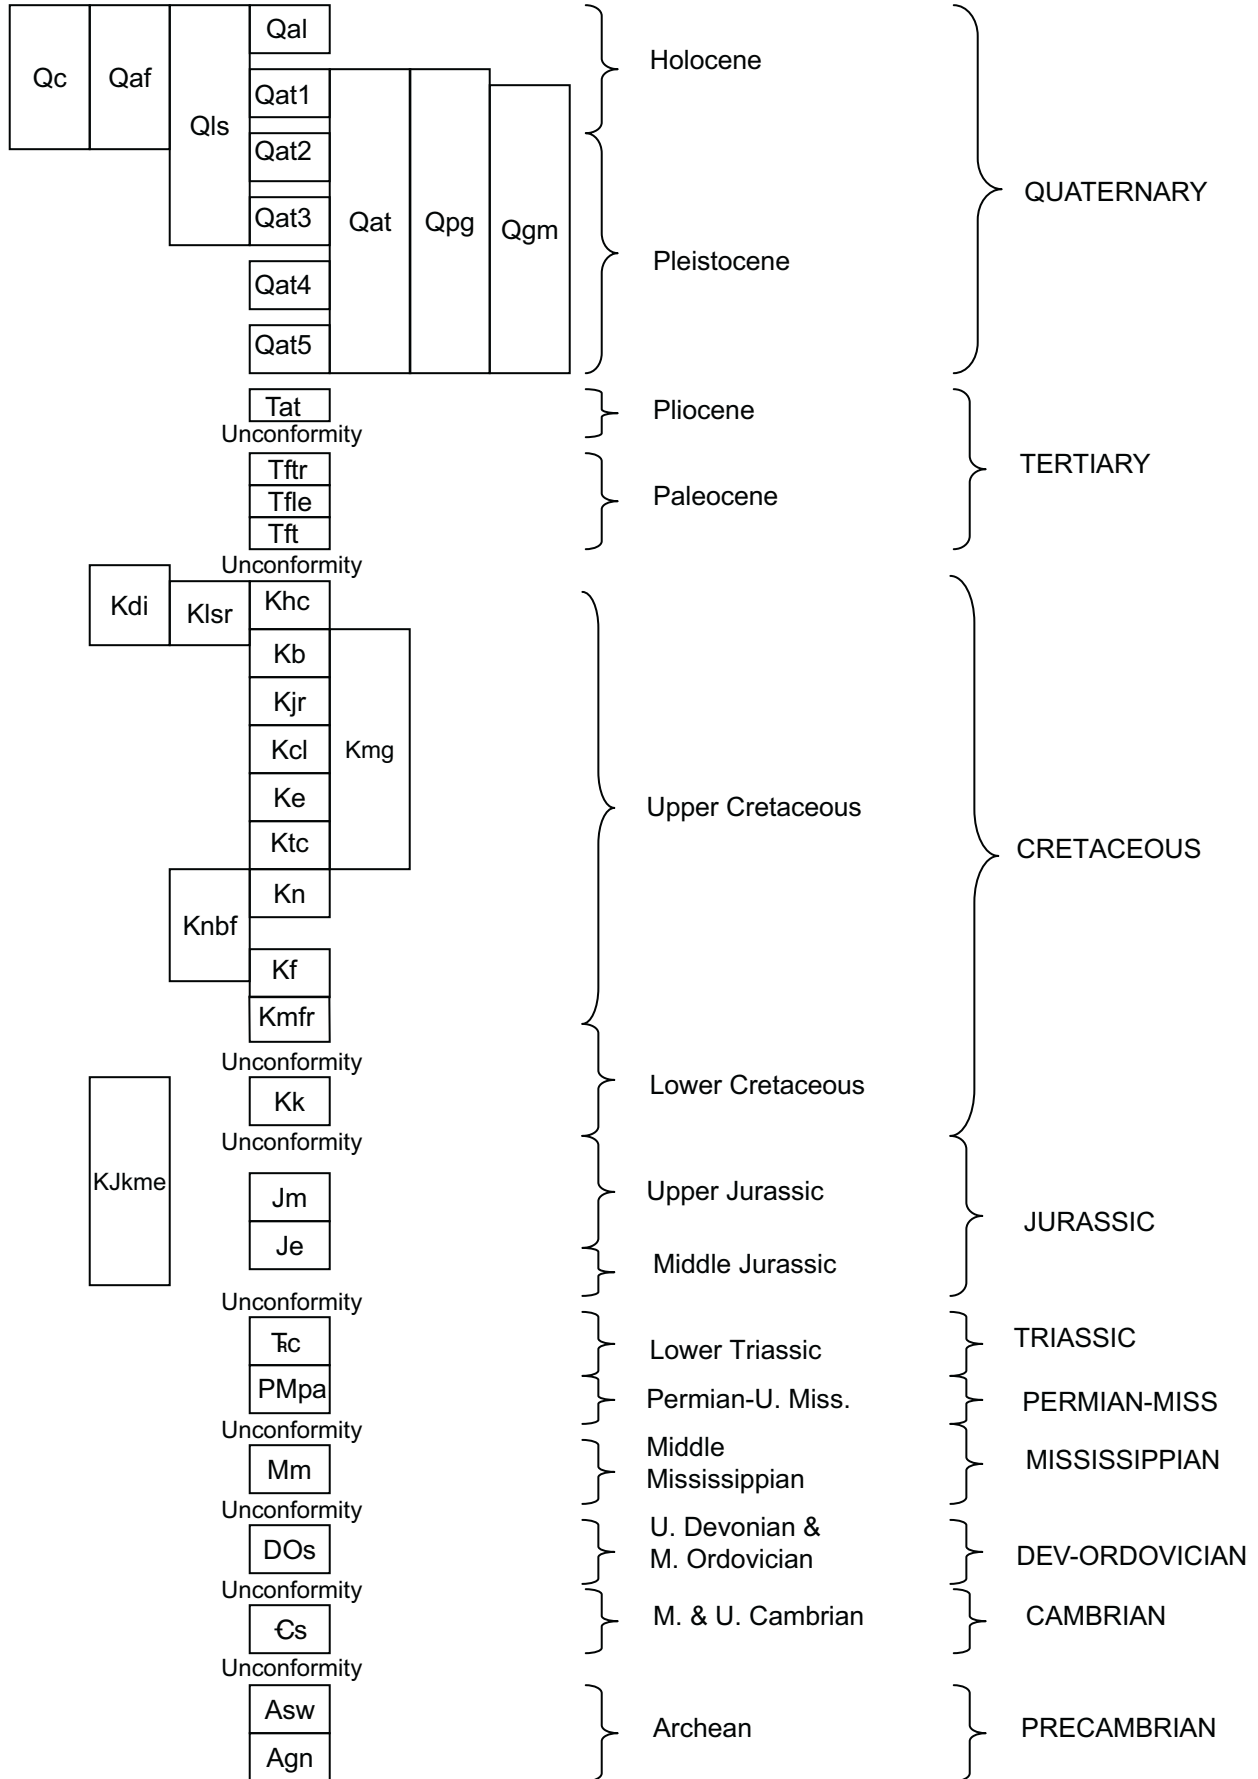 Qal
Holocene
Qc
Qaf
Qat1
Qls
Qat2
QUATERNARY
Qat3
Qat
Qpg
Qgm
Pleistocene
Qat4
Qat5
Tat
Pliocene
Unconformity
TERTIARY
Tftr
Tfle
Paleocene
Tft
Unconformity
Kdi
Klsr
Khc
Kb
Kjr
Kcl
Kmg
Ke
Upper Cretaceous
Ktc
CRETACEOUS
Kn
Knbf
Kf
Kmfr
Unconformity
Kk
Lower Cretaceous
Unconformity
KJkme
Jm
Upper Jurassic
JURASSIC
Je
Middle Jurassic
Unconformity
TRc
Lower Triassic
TRIASSIC
PMpa
Permian-U. Miss.
PERMIAN-MISS
Unconformity
Mm
Middle
Mississippian
MISSISSIPPIAN
Unconformity
DOs
U. Devonian &
M. Ordovician
DEV-ORDOVICIAN
Unconformity
Єs
M. & U. Cambrian
CAMBRIAN
Unconformity
Asw
Archean
PRECAMBRIAN
Agn